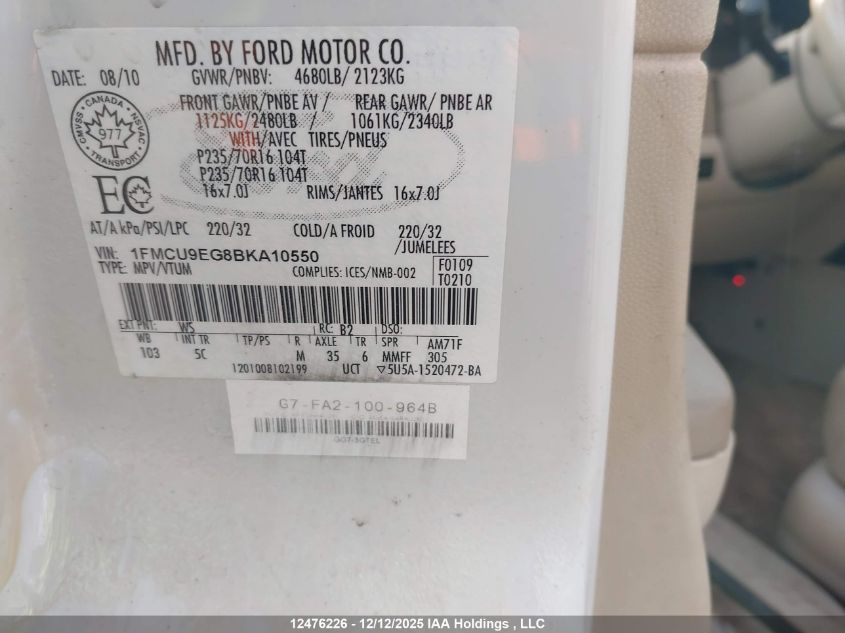 MFD. BY FORD MOTOR CO.
DATE: 08/10 GVWR/PNBV: 4680LB/ 2123KG
FRONT GAWR/PNBE AV / REAR GAWR/ PNBE AR
1125KG/2480LB / 1061KG/2340LB
WITH/AVEC TIRES/PNEUS
P235/70R16 104T
P235/70R16 104T
16x7.0J RIMS/JANTES 16x7.0J
CANADA
CMVSS 977 NSVAC
TRANSPORT
EC
AT/A kPa/PSI/LPC 220/32 COLD/A FROID 220/32
/JUMELEES
VIN: 1FMCU9EG8BKA10550
TYPE: MPV/VTUM COMPLIES: ICES/NMB-002
F0109
T0210
EXT PNT: WS RC: B2 DSO:
WB INT TR TP/PS R AXLE TR SPR AM71F
103 5C M 35 6 MMFF 305
1201008102199 UCT ▽5U5A-1520472-BA
G7-FA2-100-964B
12476226 - 12/12/2025 IAA Holdings , LLC